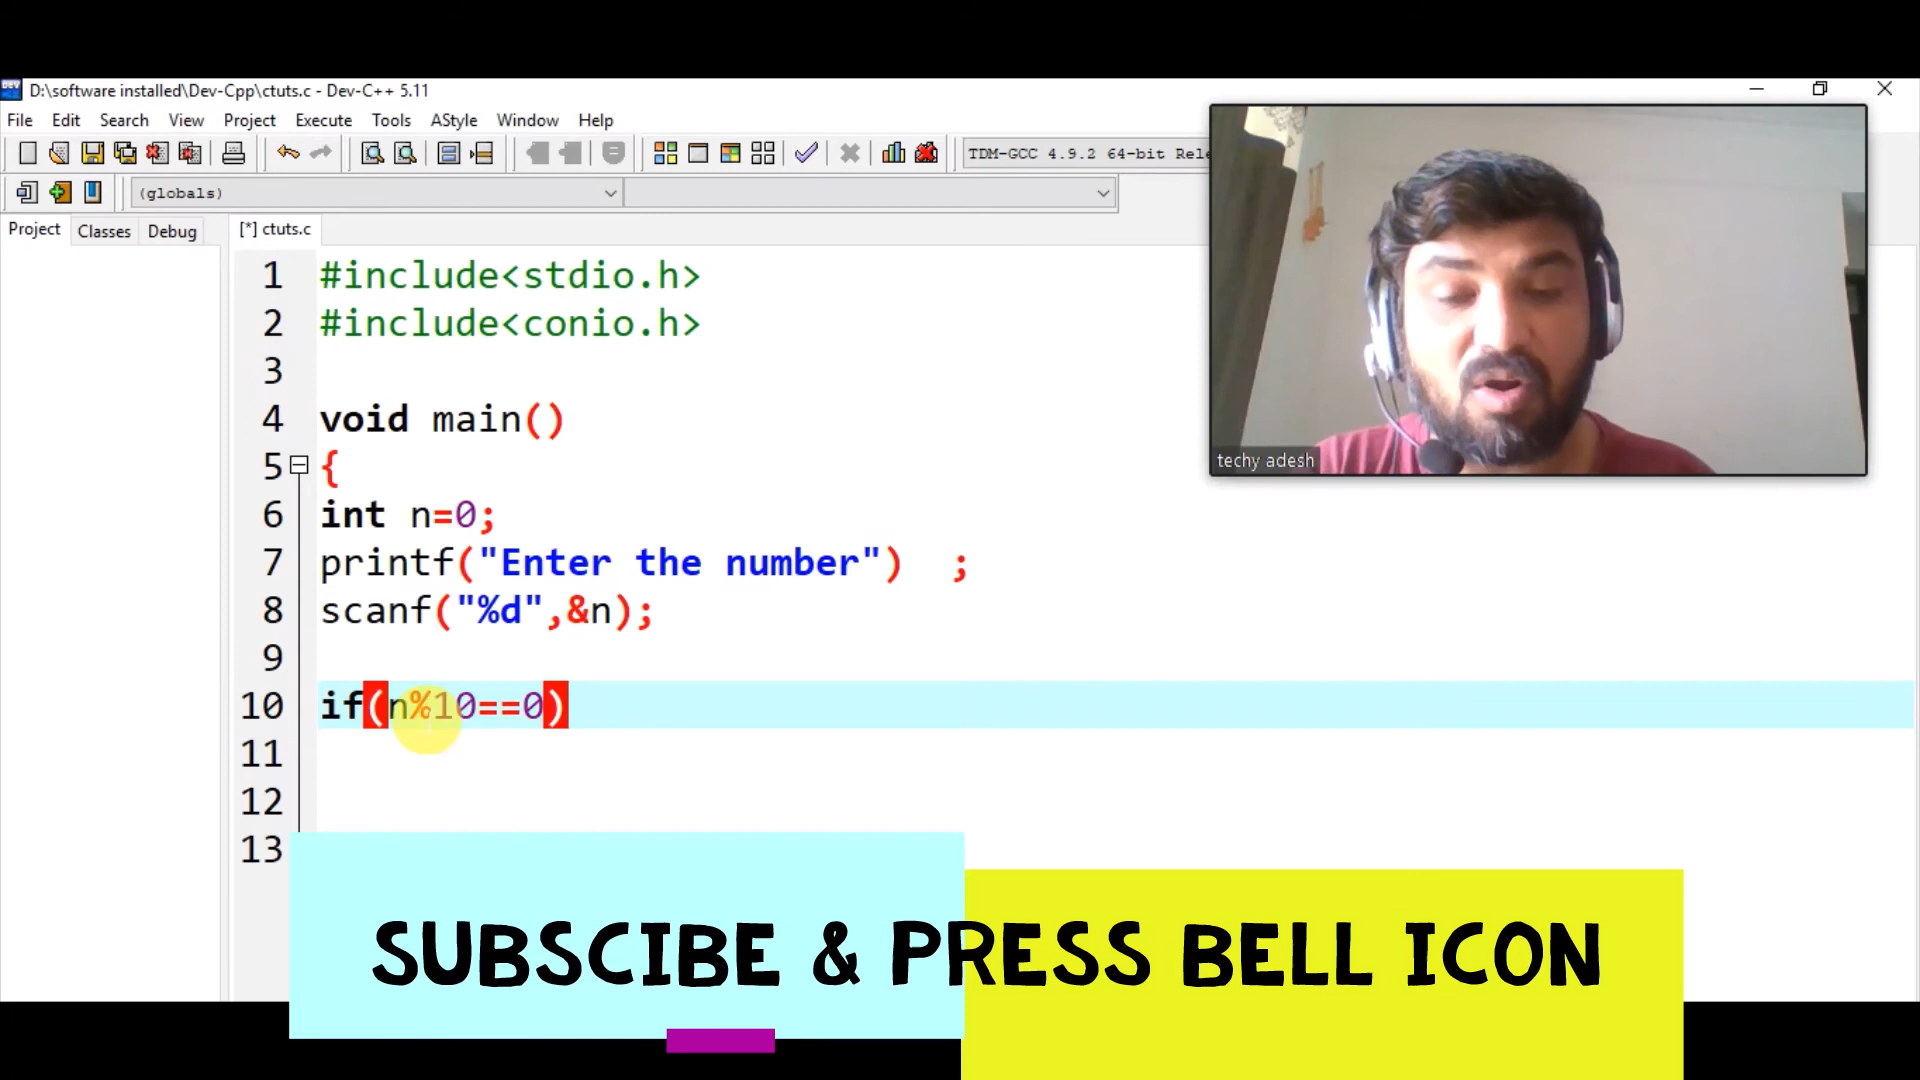 D:\software installed\Dev-Cpp\ctuts.c - Dev-C++ 5.11
File Edit Search View Project Execute Tools AStyle Window Help
TDM-GCC 4.9.2 64-bit Rele
(globals)
Project Classes Debug [*] ctuts.c
1 #include<stdio.h>
2 #include<conio.h>
3
4 void main()
5 {
6 int n=0;
7 printf("Enter the number")  ;
8 scanf("%d",&n);
9
10 if(n%10==0)
11
12
13
techy adesh
SUBSCIBE & PRESS BELL ICON